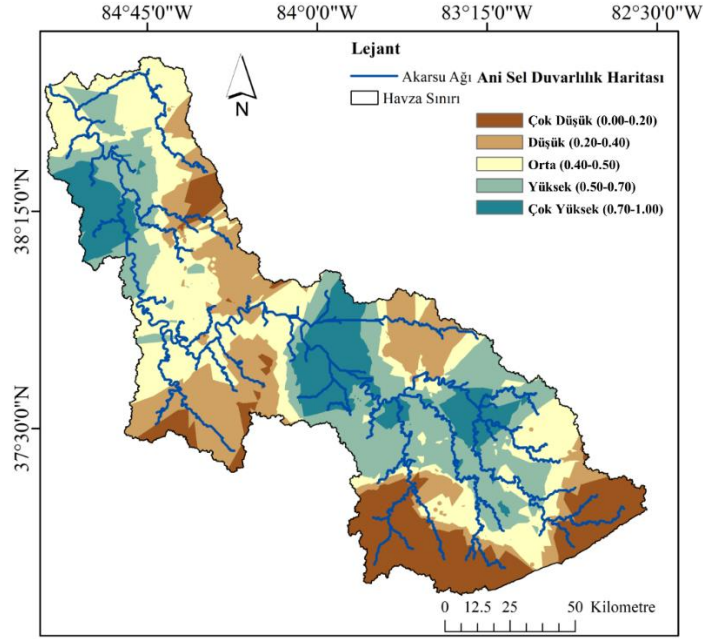 84°45'0"W 84°0'0"W 83°15'0"W 82°30'0"W
Lejant
Akarsu Ağı Ani Sel Duvarlılık Haritası
Havza Sınırı
N
Çok Düşük (0.00-0.20)
Düşük (0.20-0.40)
Orta (0.40-0.50)
Yüksek (0.50-0.70)
Çok Yüksek (0.70-1.00)
38°15'0"N
37°30'0"N
0 12.5 25 50 Kilometre